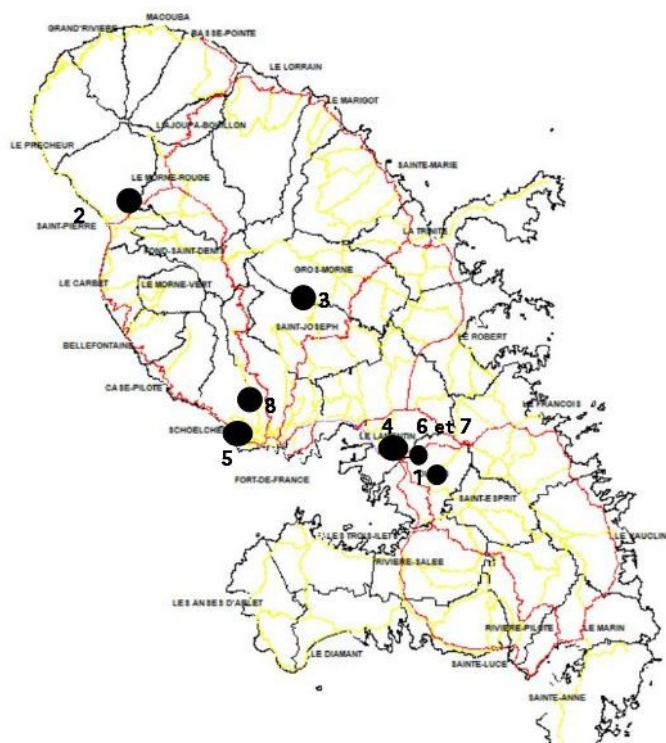 MACOUBA
GRAND'RIVIERE
BASSE-POINTE
LE LORRAIN
LE MARIGOT
L'AJOUPA-BOUILLON
LE PRECHEUR
SAINTE-MARIE
LE MORNE-ROUGE
2
SAINT-PIERRE
LA TRINITE
FOND-SAINT-DENIS
GROS-MORNE
LE CARBET
LE MORNE-VERT
3
SAINT-JOSEPH
LE ROBERT
BELLEFONTAINE
CASE-PILOTE
LE FRANCOIS
8
4
6 et 7
SCHOELCHE
LE LAMENTIN
5
1
FORT-DE-FRANCE
SAINT-ESPRIT
LES TROIS-ILETS
LE VAUCLIN
RIVIERE-SALEE
LES ANSES D'ARLET
RIVIERE-PILOTE
LE MARIN
LE DIAMANT
SAINTE-LUCE
SAINTE-ANNE